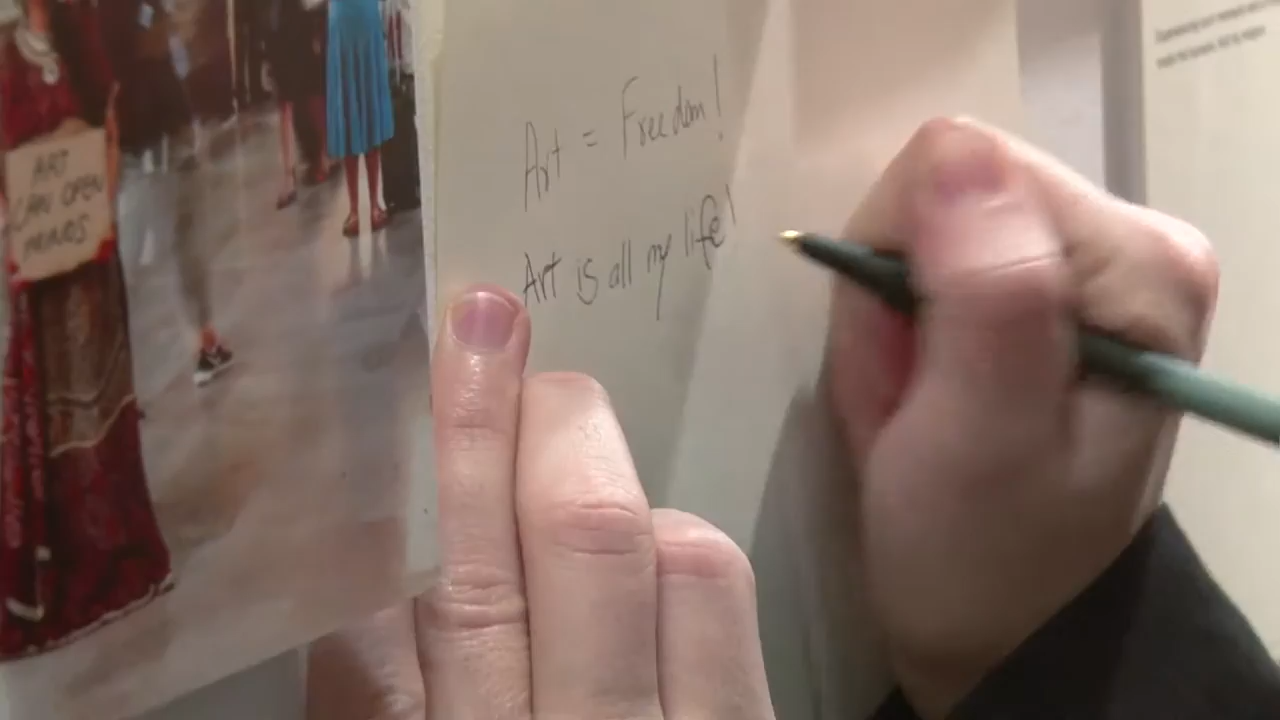 ART
CAN OPEN
MINDS
Art = Freedom!
Art is all my life!